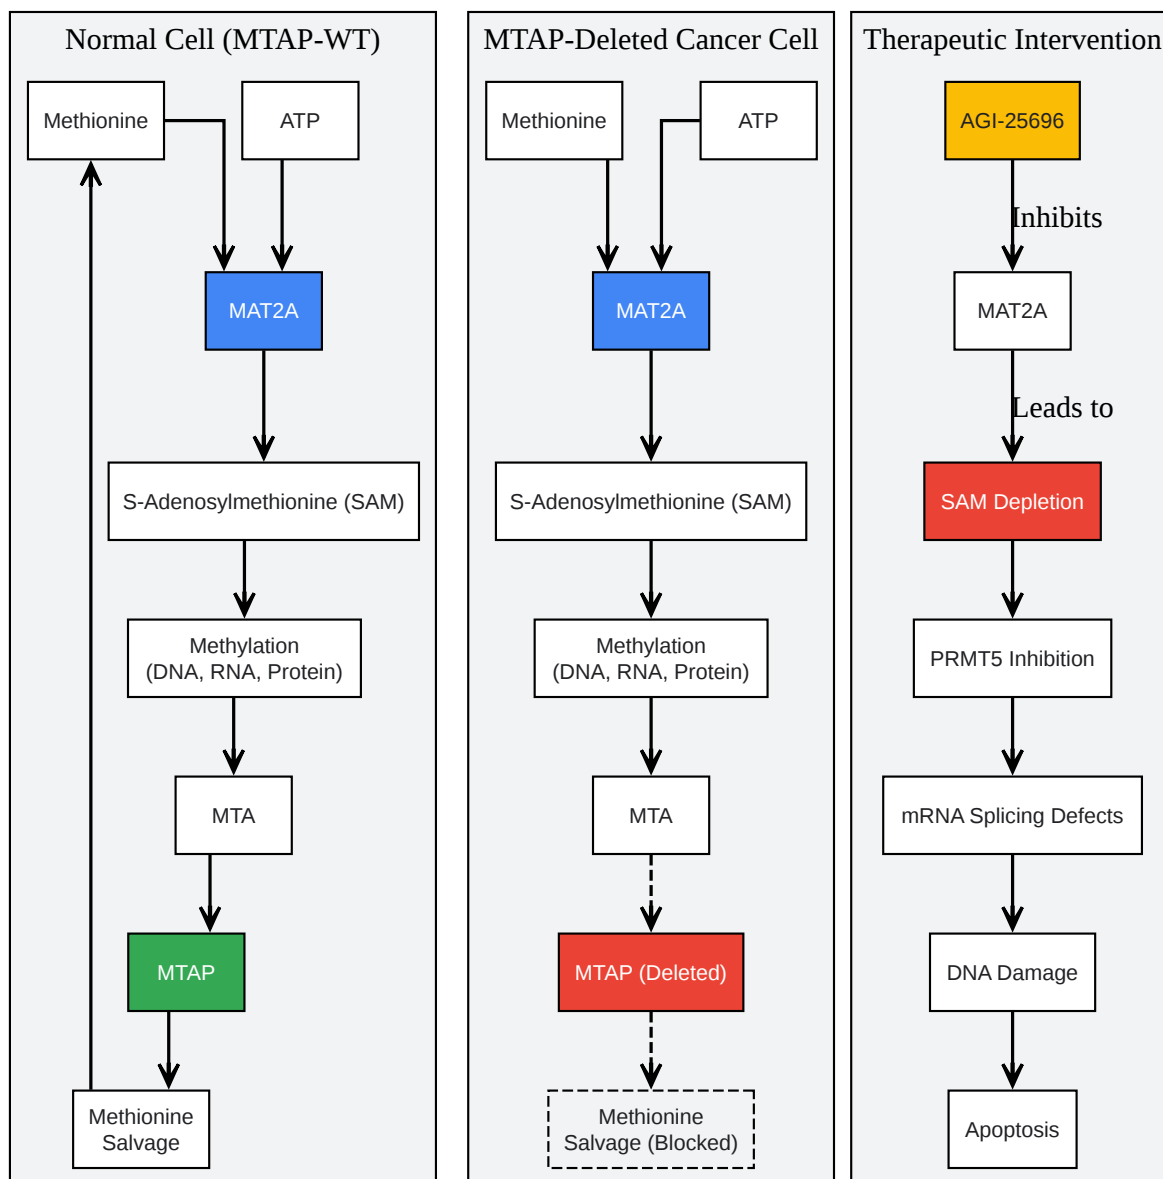 Normal Cell (MTAP-WT)
Methionine
ATP
MAT2A
S-Adenosylmethionine (SAM)
Methylation
(DNA, RNA, Protein)
MTA
MTAP
Methionine
Salvage
MTAP-Deleted Cancer Cell
Methionine
ATP
MAT2A
S-Adenosylmethionine (SAM)
Methylation
(DNA, RNA, Protein)
MTA
MTAP (Deleted)
Methionine
Salvage (Blocked)
Therapeutic Intervention
AGI-25696
Inhibits
MAT2A
Leads to
SAM Depletion
PRMT5 Inhibition
mRNA Splicing Defects
DNA Damage
Apoptosis